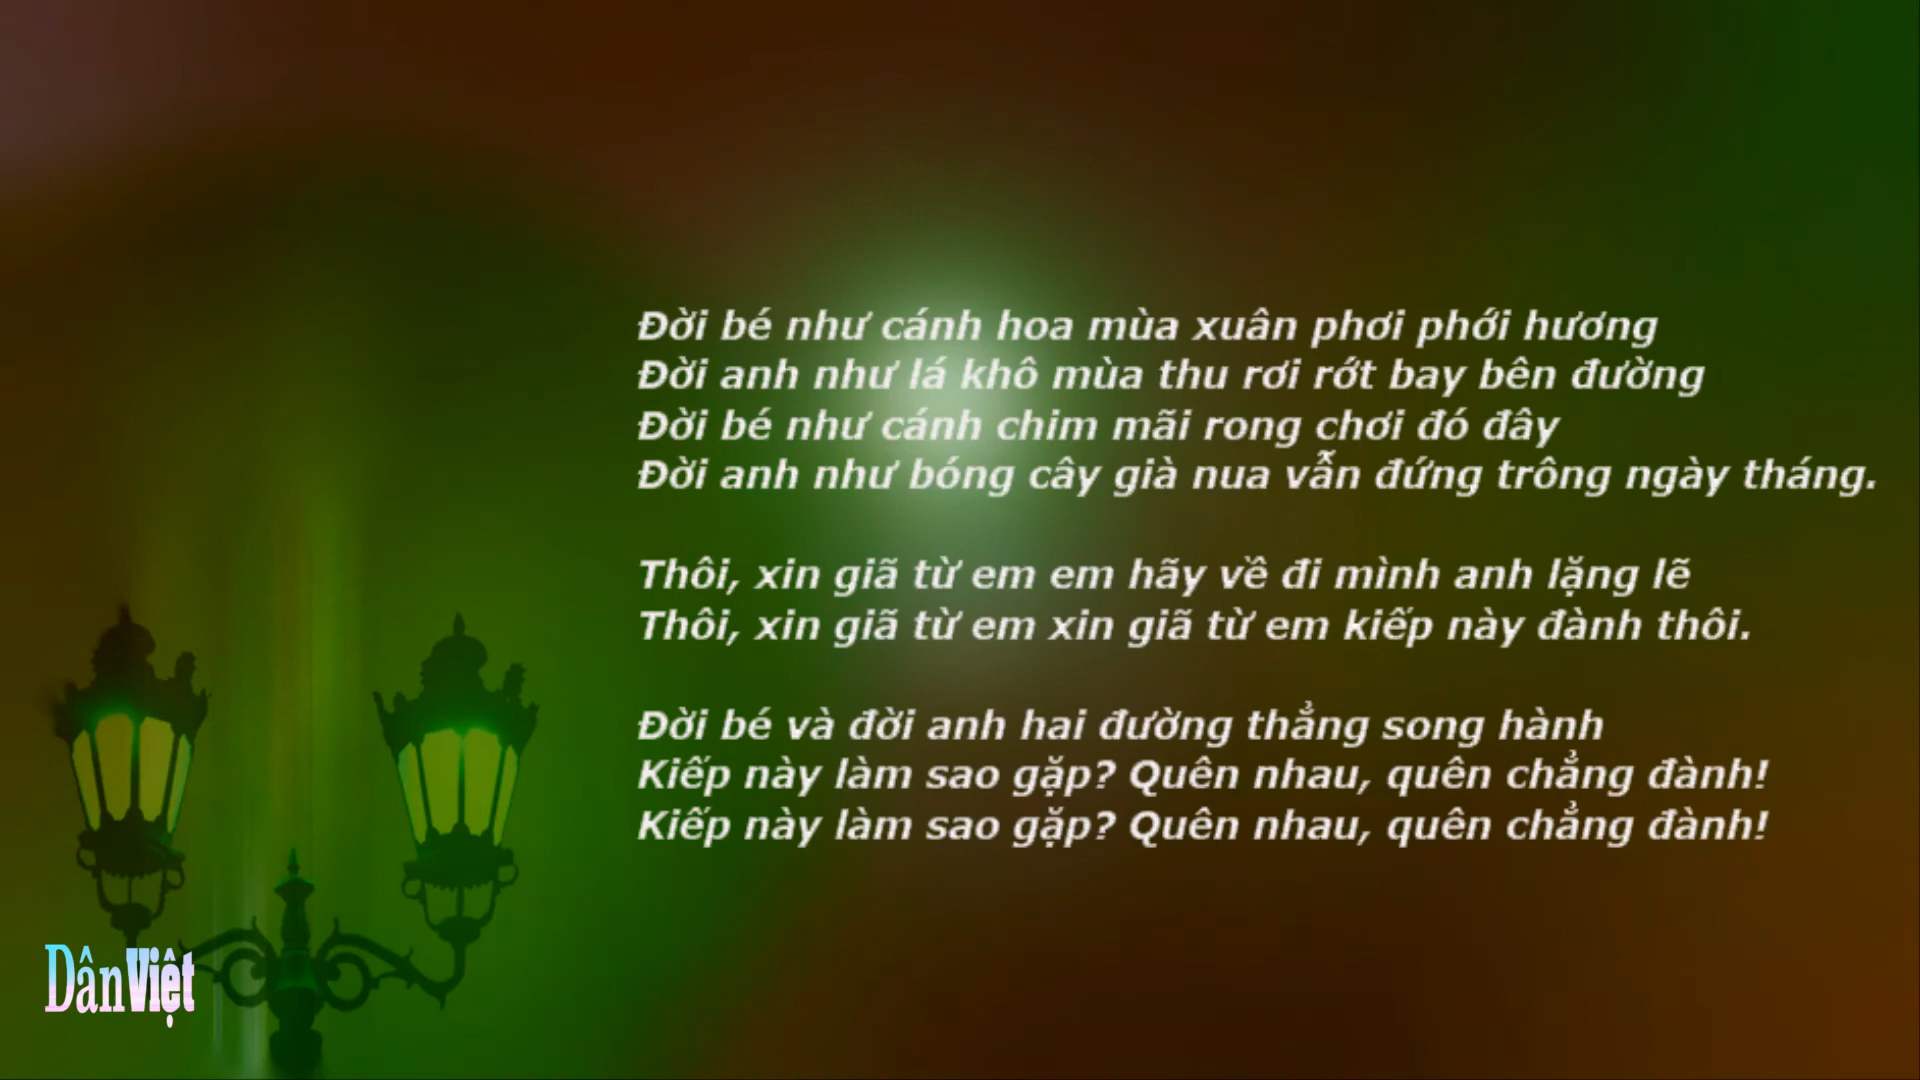 Đời bé như cánh hoa mùa xuân phơi phới hương
Đời anh như lá khô mùa thu rơi rớt bay bên đường
Đời bé như cánh chim mãi rong chơi đó đây
Đời anh như bóng cây già nua vẫn đứng trông ngày tháng.
Thôi, xin giã từ em em hãy về đi mình anh lặng lẽ
Thôi, xin giã từ em xin giã từ em kiếp này đành thôi.
Đời bé và đời anh hai đường thẳng song hành
Kiếp này làm sao gặp? Quên nhau, quên chẳng đành!
Kiếp này làm sao gặp? Quên nhau, quên chẳng đành!
DânViệt